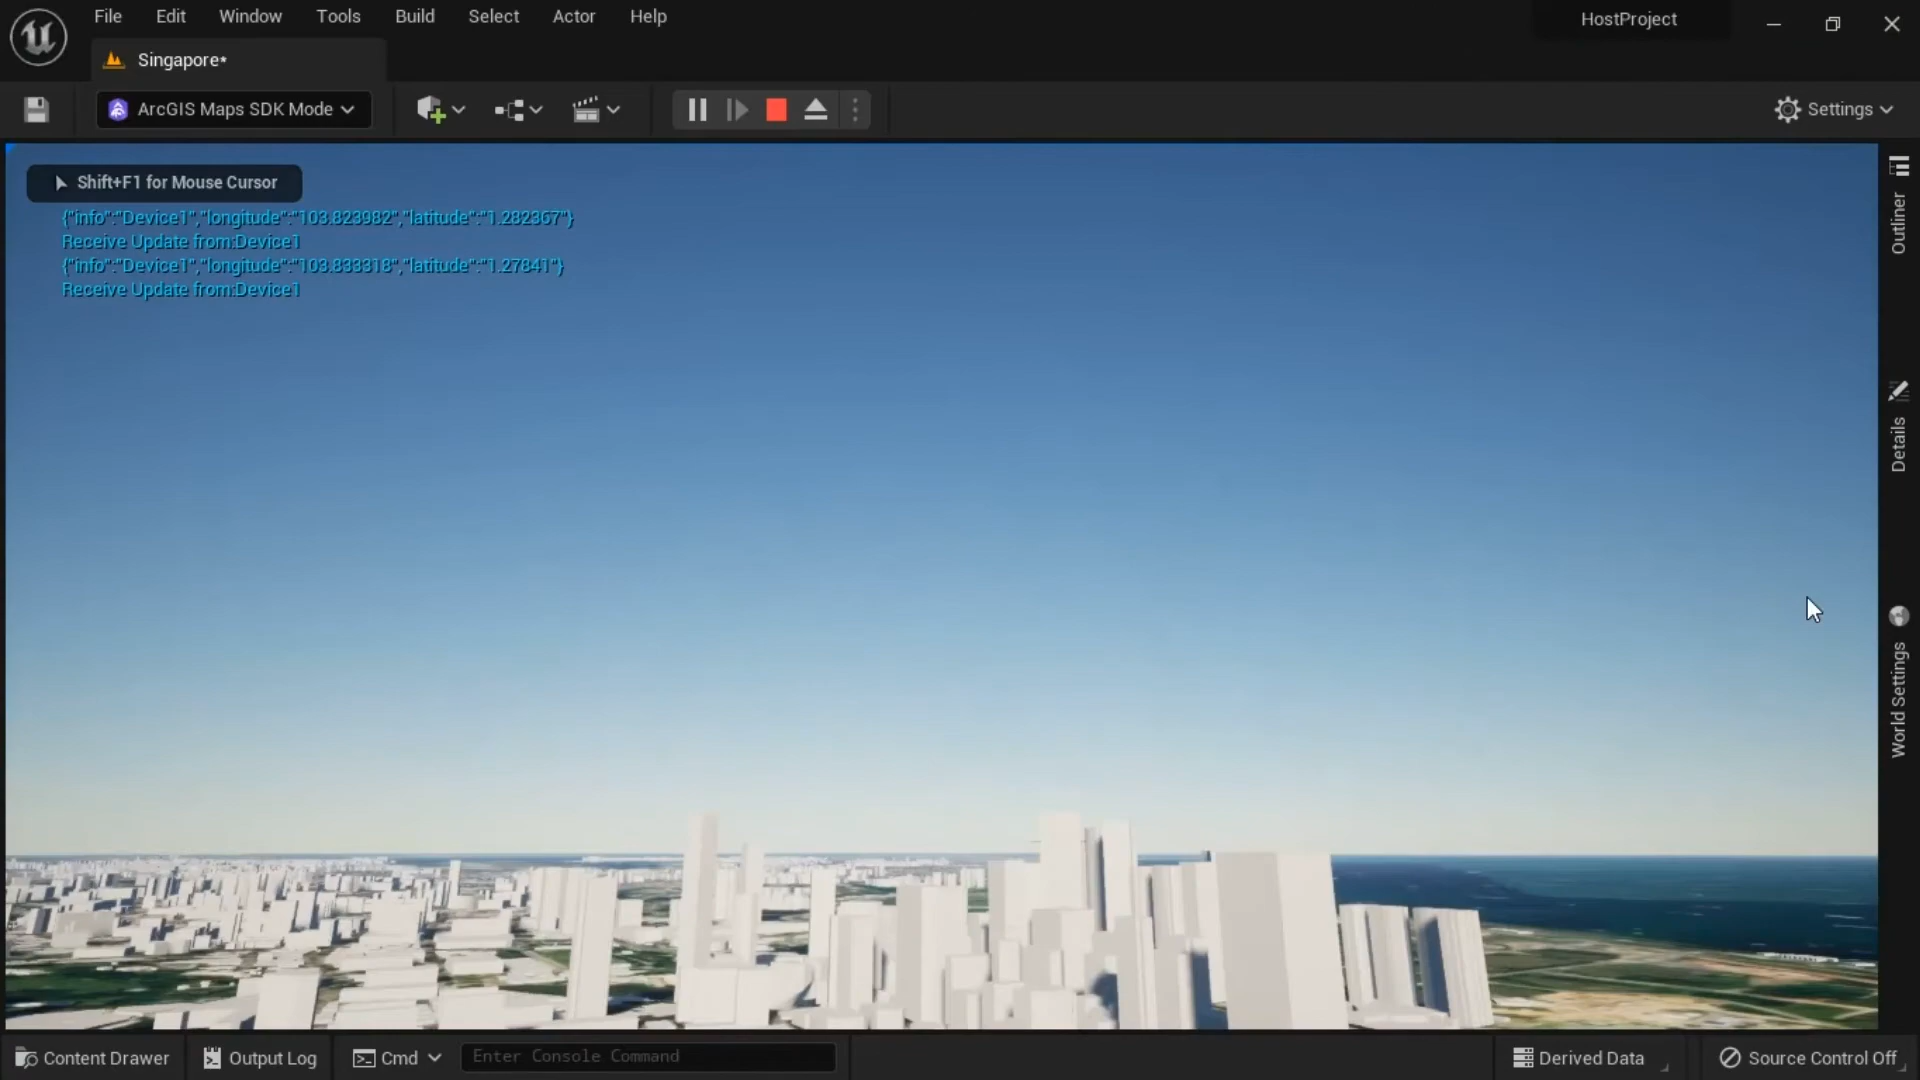 File Edit Window Tools Build Select Actor Help
HostProject
Singapore*
ArcGIS Maps SDK Mode
Settings
Shift+F1 for Mouse Cursor
{"info":"Device1","longitude":"103.823982","latitude":"1.282367"}
Receive Update from:Device1
{"info":"Device1","longitude":"103.833318","latitude":"1.27841"}
Receive Update from:Device1
Outliner
Details
World Settings
Content Drawer Output Log Cmd Enter Console Command Derived Data Source Control Off